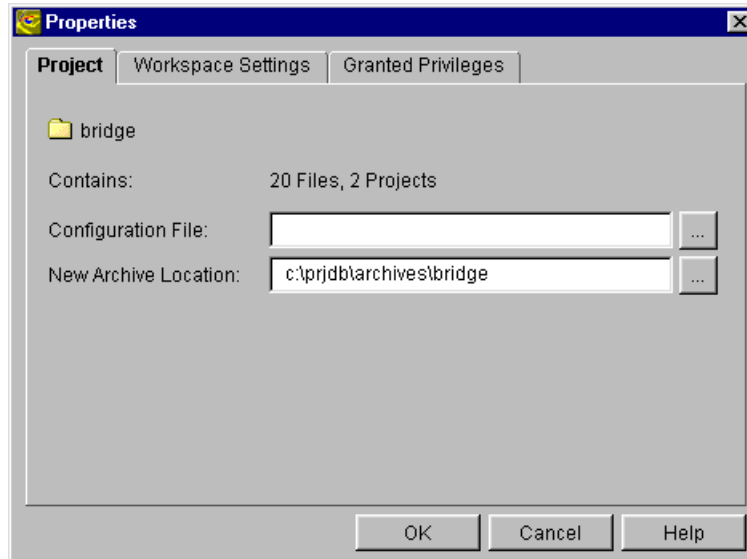 Properties
Project Workspace Settings Granted Privileges
bridge
Contains: 20 Files, 2 Projects
Configuration File: ...
New Archive Location: c:\prjdb\archives\bridge ...
OK Cancel Help